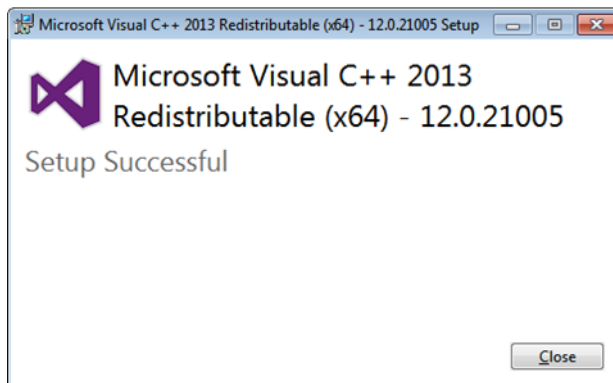 Microsoft Visual C++ 2013 Redistributable (x64) - 12.0.21005 Setup
Microsoft Visual C++ 2013
Redistributable (x64) - 12.0.21005
Setup Successful
Close